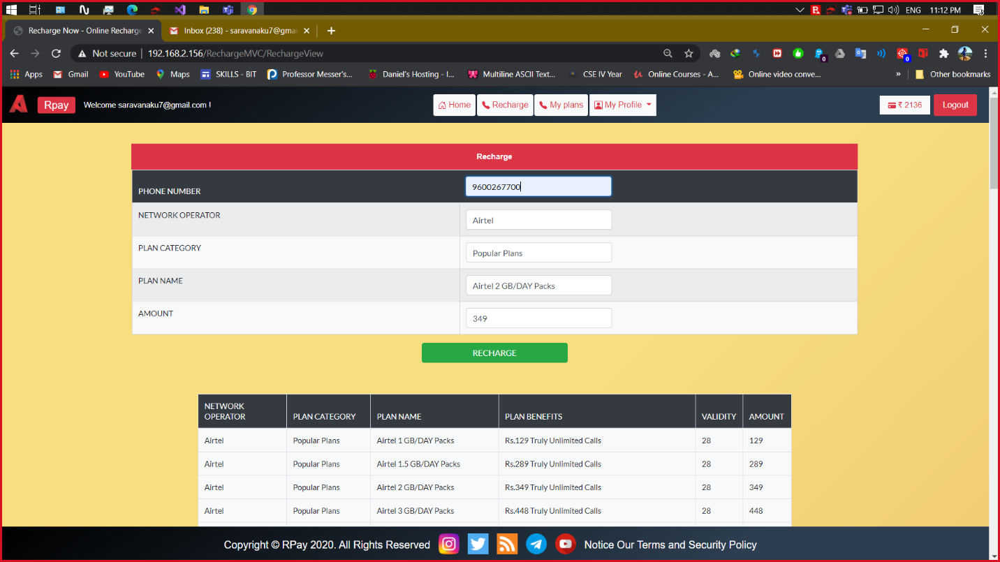 ENG 11:12 PM
Recharge Now - Online Recharge
Inbox (238) - saravanaku7@gmai
Not secure 192.168.2.156/RechargeMVC/RechargeView
0 0
Apps Gmail YouTube Maps SKILLS - BIT Professor Messer's... Daniel's Hosting - I... Multiline ASCII Text... CSE IV Year Online Courses - A... Online video conve... » Other bookmarks
Rpay Welcome saravanaku7@gmail.com ! Home Recharge My plans My Profile ₹ 2136 Logout
Recharge
PHONE NUMBER 9600267700
NETWORK OPERATOR Airtel
PLAN CATEGORY Popular Plans
PLAN NAME Airtel 2 GB/DAY Packs
AMOUNT 349
RECHARGE
NETWORK OPERATOR PLAN CATEGORY PLAN NAME PLAN BENEFITS VALIDITY AMOUNT
Airtel Popular Plans Airtel 1 GB/DAY Packs Rs.129 Truly Unlimited Calls 28 129
Airtel Popular Plans Airtel 1.5 GB/DAY Packs Rs.289 Truly Unlimited Calls 28 289
Airtel Popular Plans Airtel 2 GB/DAY Packs Rs.349 Truly Unlimited Calls 28 349
Airtel Popular Plans Airtel 3 GB/DAY Packs Rs.448 Truly Unlimited Calls 28 448
Copyright © RPay 2020. All Rights Reserved Notice Our Terms and Security Policy